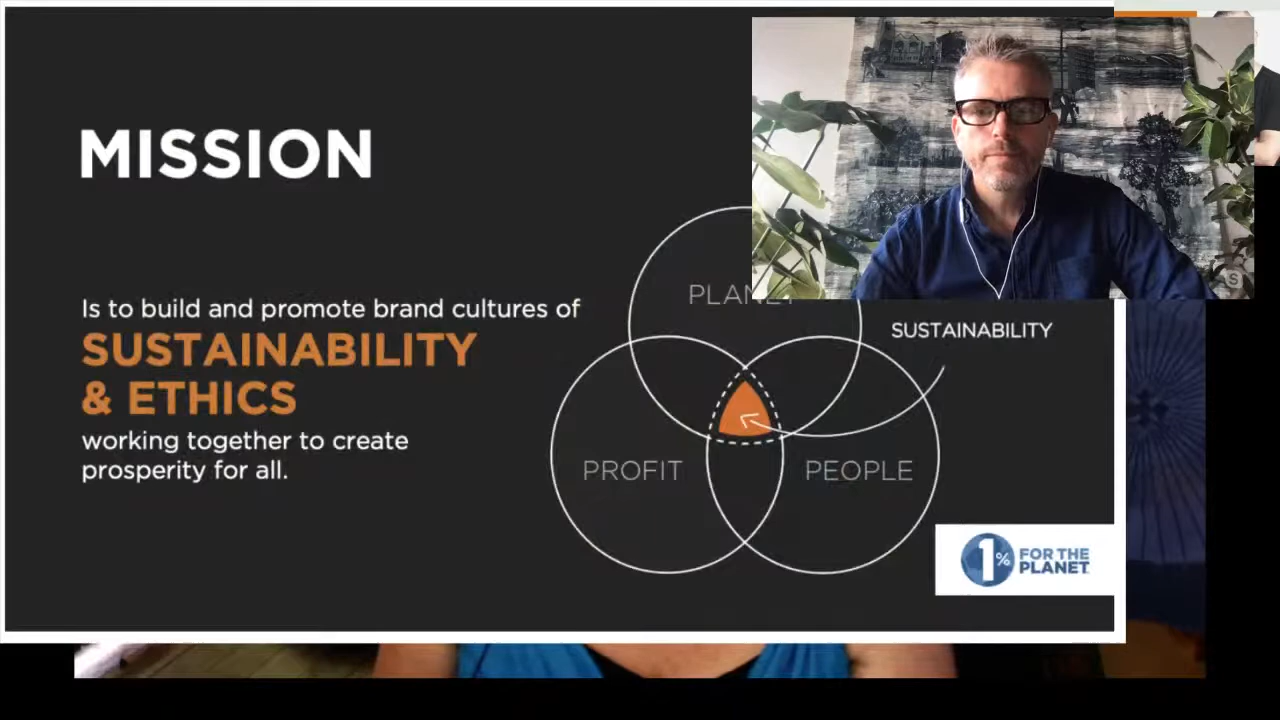 MISSION
Is to build and promote brand cultures of
SUSTAINABILITY
& ETHICS
working together to create
prosperity for all.
PLANET
SUSTAINABILITY
PROFIT
PEOPLE
1% FOR THE
PLANET